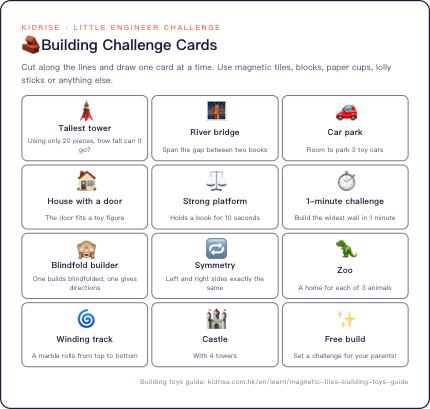 KIDRISE · LITTLE ENGINEER CHALLENGE
Building Challenge Cards
Cut along the lines and draw one card at a time. Use magnetic tiles, blocks, paper cups, lolly
sticks or anything else.
Tallest tower
Using only 20 pieces, how tall can it
go?
River bridge
Span the gap between two books
Car park
Room to park 3 toy cars
House with a door
The door fits a toy figure
Strong platform
Holds a book for 10 seconds
1–minute challenge
Build the widest wall in 1 minute
Blindfold builder
One builds blindfolded, one gives
directions
Symmetry
Left and right sides exactly the
same
Zoo
A home for each of 3 animals
Winding track
A marble rolls from top to bottom
Castle
With 4 towers
Free build
Set a challenge for your parents!
Building toys guide: kidrise.com.hk/en/learn/magnetic-tiles-building-toys-guide